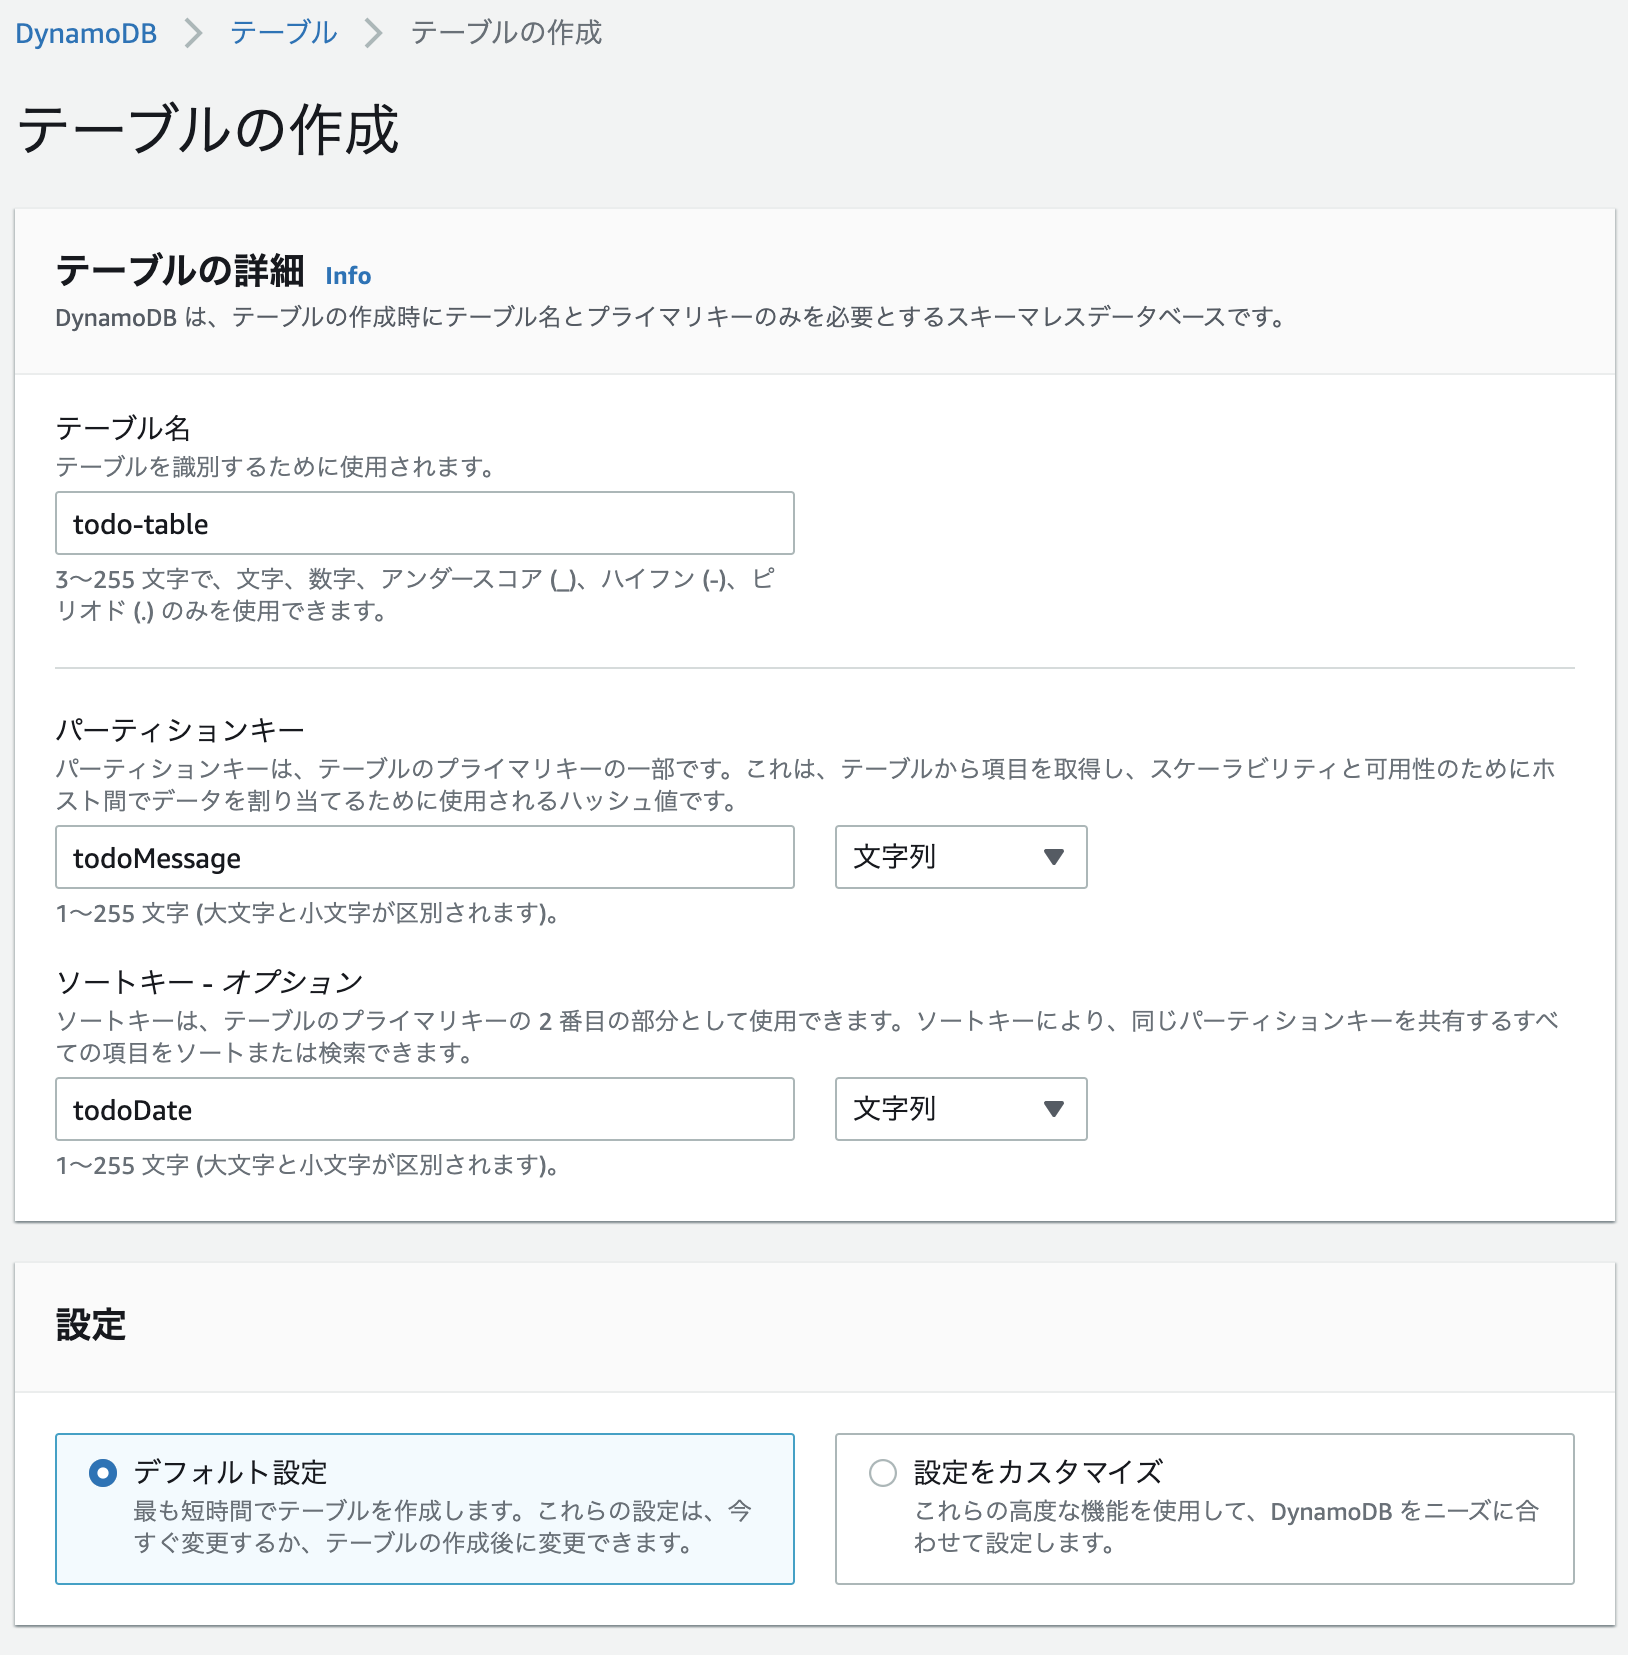 DynamoDB > テーブル > テーブルの作成
テーブルの作成
テーブルの詳細 Info
DynamoDB は、テーブルの作成時にテーブル名とプライマリキーのみを必要とするスキーマレスデータベースです。
テーブル名
テーブルを識別するために使用されます。
todo-table
3～255 文字で、文字、数字、アンダースコア (_)、ハイフン (-)、ピ
リオド (.) のみを使用できます。
パーティションキー
パーティションキーは、テーブルのプライマリキーの一部です。これは、テーブルから項目を取得し、スケーラビリティと可用性のためにホ
スト間でデータを割り当てるために使用されるハッシュ値です。
todoMessage 文字列
1～255 文字 (大文字と小文字が区別されます)。
ソートキー - オプション
ソートキーは、テーブルのプライマリキーの 2 番目の部分として使用できます。ソートキーにより、同じパーティションキーを共有するすべ
ての項目をソートまたは検索できます。
todoDate 文字列
1～255 文字 (大文字と小文字が区別されます)。
設定
デフォルト設定
最も短時間でテーブルを作成します。これらの設定は、今
すぐ変更するか、テーブルの作成後に変更できます。
設定をカスタマイズ
これらの高度な機能を使用して、DynamoDB をニーズに合
わせて設定します。